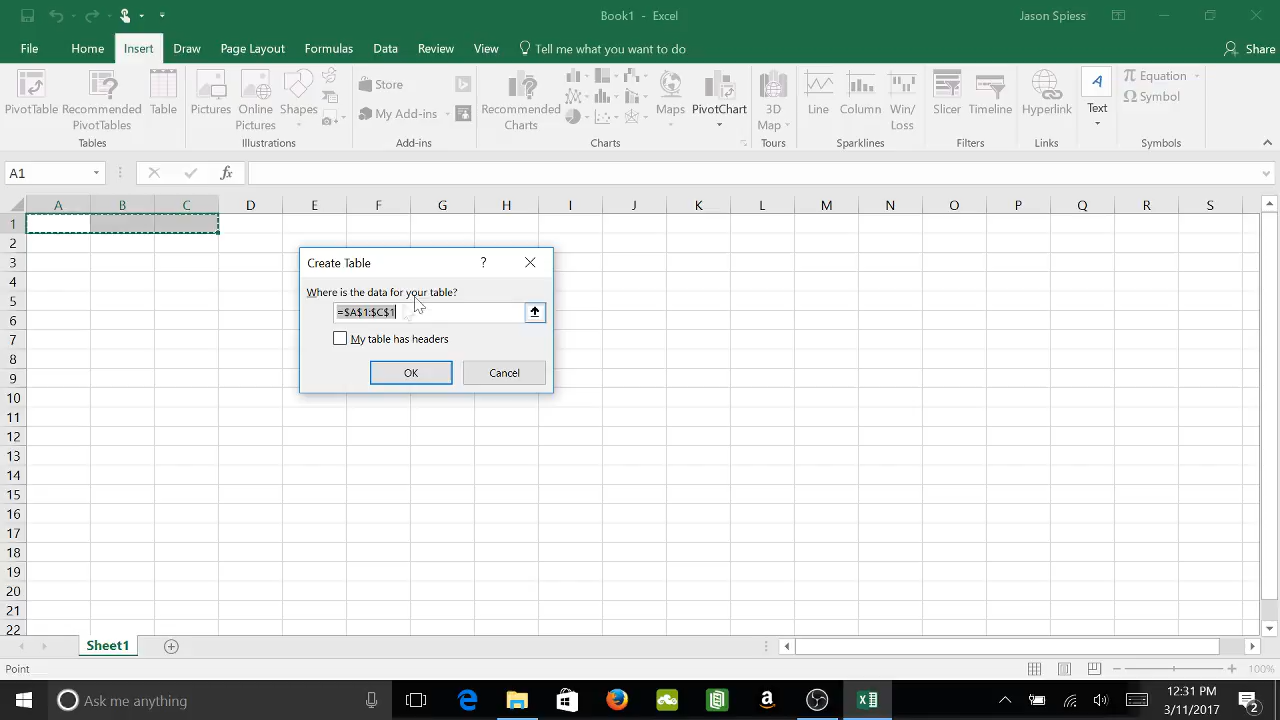 Book1 - Excel
Jason Spiess
File Home Insert Draw Page Layout Formulas Data Review View Tell me what you want to do Share
PivotTable
Recommended
PivotTables
Table
Tables
Pictures
Online
Pictures
Shapes
Illustrations
Store
My Add-ins
Add-ins
Recommended
Charts
Maps
PivotChart
Charts
3D
Map
Tours
Line
Column
Win/
Loss
Sparklines
Slicer
Timeline
Filters
Hyperlink
Links
Text
Equation
Symbol
Symbols
A1
fx
A B C D E F G H I J K L M N O P Q R S
1
2
3
4
5
6
7
8
9
10
11
12
13
14
15
16
17
18
19
20
21
22
Create Table ?
Where is the data for your table?
=$A$1:$C$1
My table has headers
OK Cancel
Sheet1
Point
100%
Ask me anything
12:31 PM
3/11/2017
2